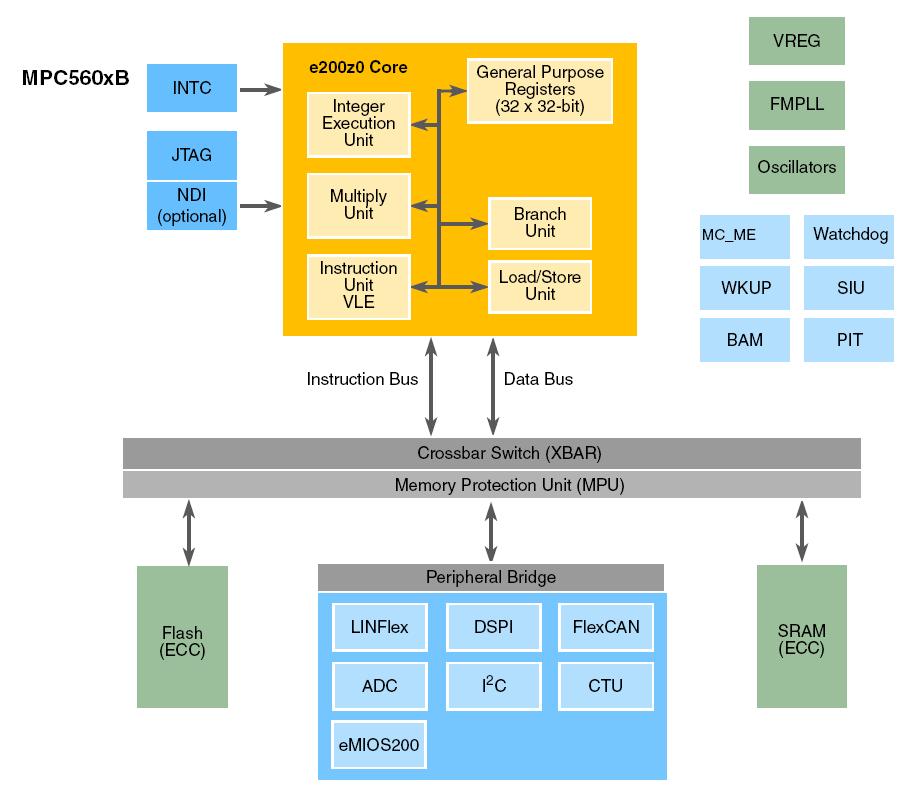 MPC560xB
INTC
JTAG
NDI
(optional)
e200z0 Core
General Purpose
Registers
(32 x 32-bit)
Integer
Execution
Unit
Multiply
Unit
Branch
Unit
Instruction
Unit
VLE
Load/Store
Unit
VREG
FMPLL
Oscillators
MC_ME
Watchdog
WKUP
SIU
BAM
PIT
Instruction Bus
Data Bus
Crossbar Switch (XBAR)
Memory Protection Unit (MPU)
Flash
(ECC)
Peripheral Bridge
LINFlex
DSPI
FlexCAN
ADC
I²C
CTU
eMIOS200
SRAM
(ECC)